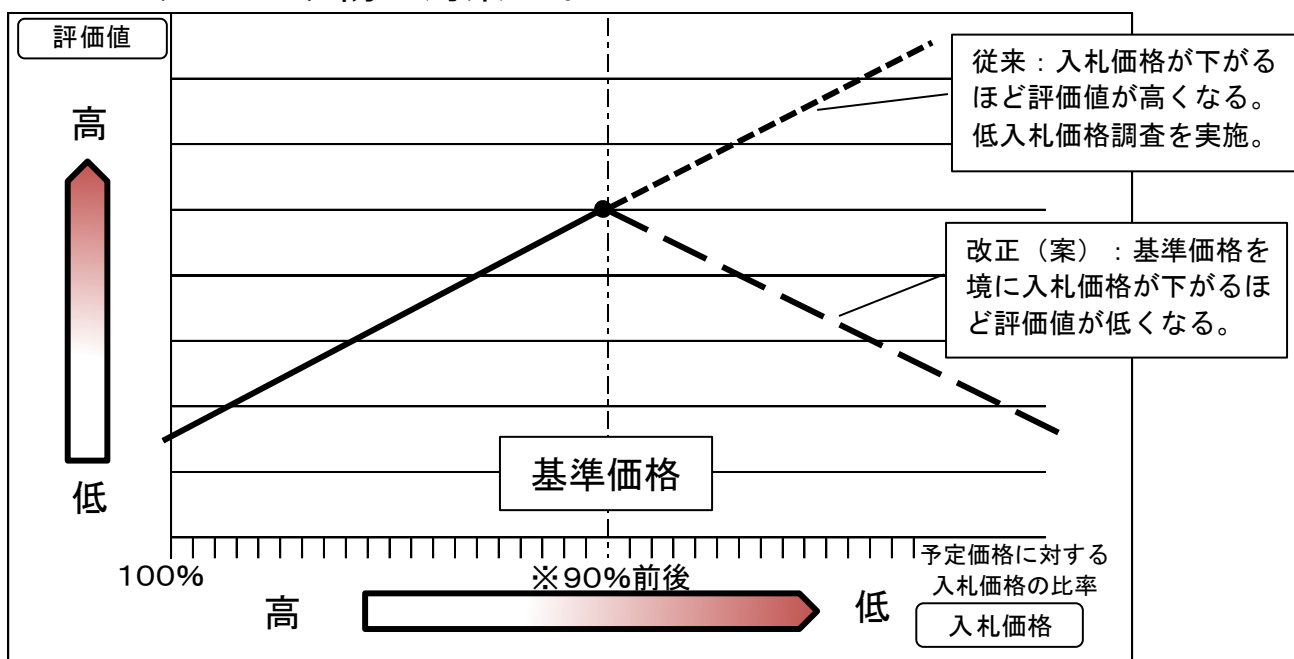 評価値
高
低
従来：入札価格が下がる
ほど評価値が高くなる。
低入札価格調査を実施。
改正（案）：基準価格を
境に入札価格が下がるほ
ど評価値が低くなる。
基準価格
100%
※90%前後
予定価格に対する
入札価格の比率
高
低
入札価格